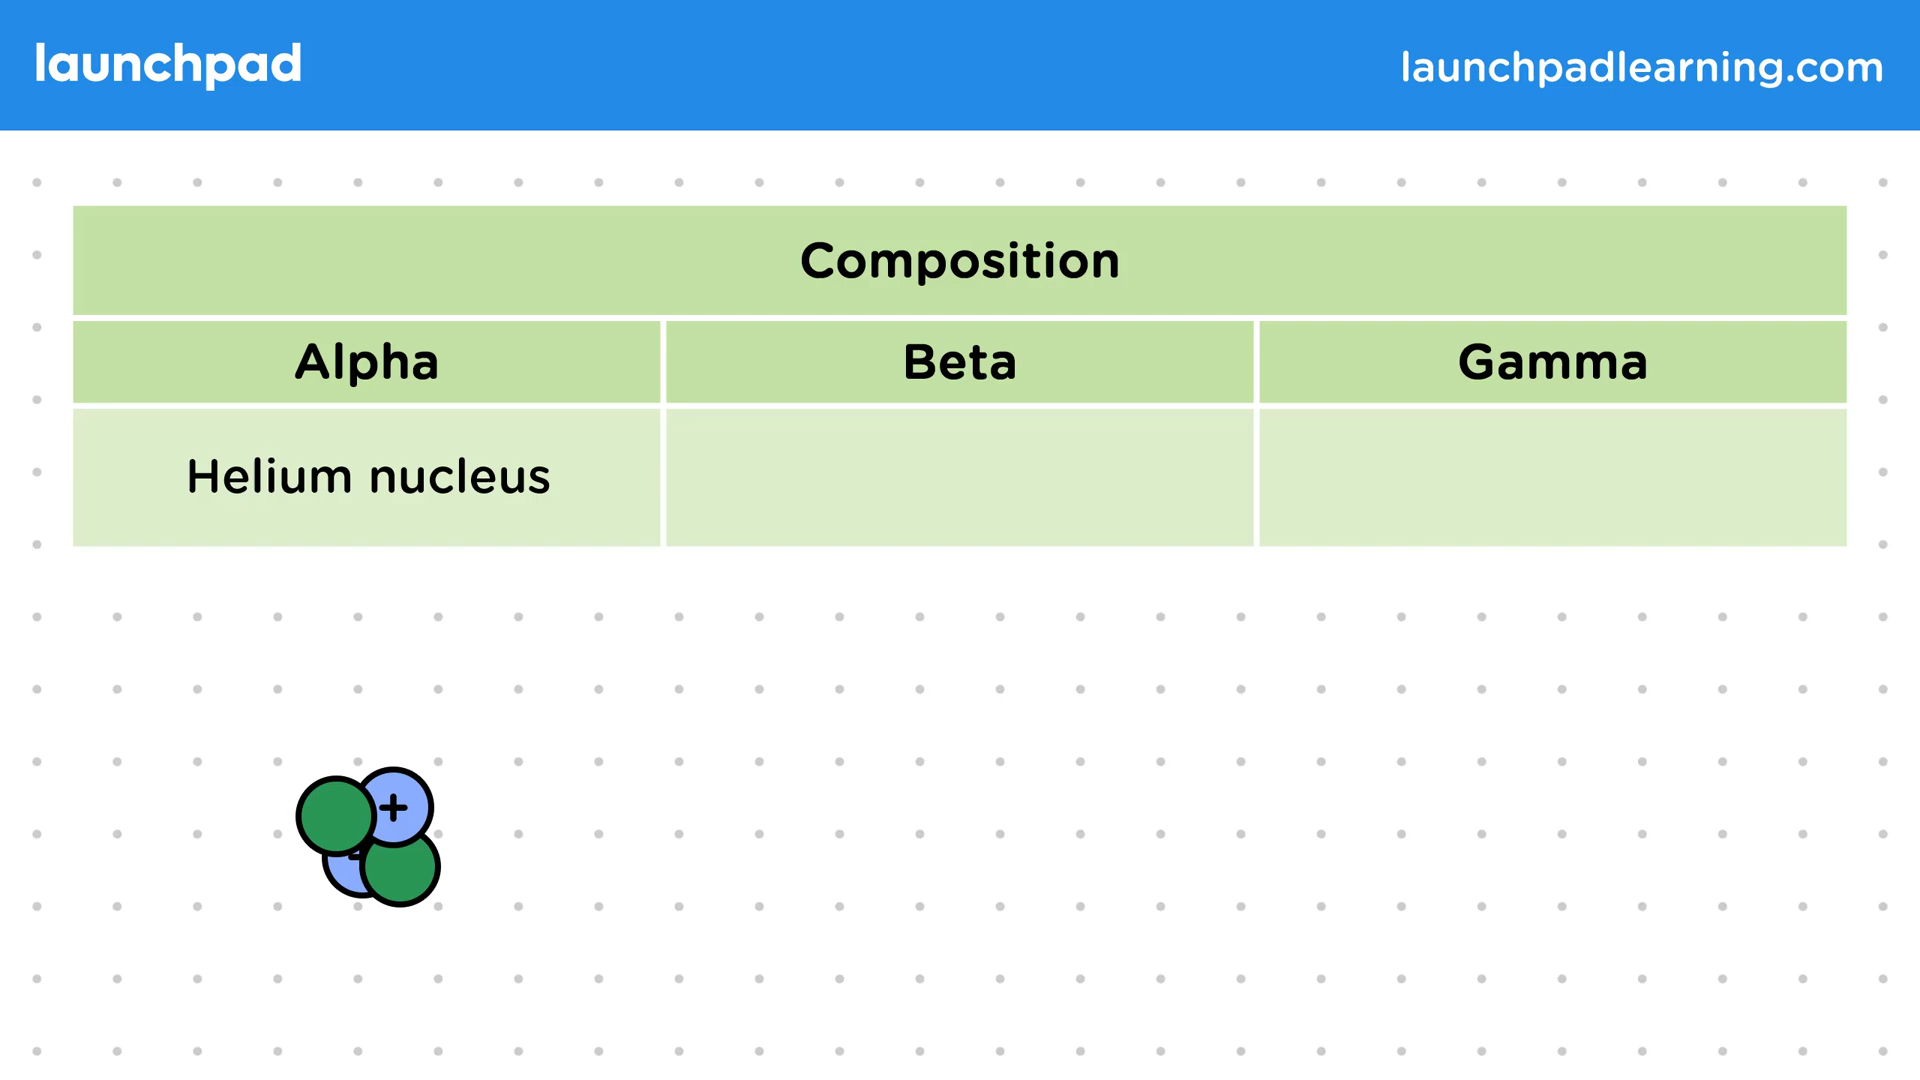 launchpad
launchpadlearning.com
Composition
Alpha
Beta
Gamma
Helium nucleus
+